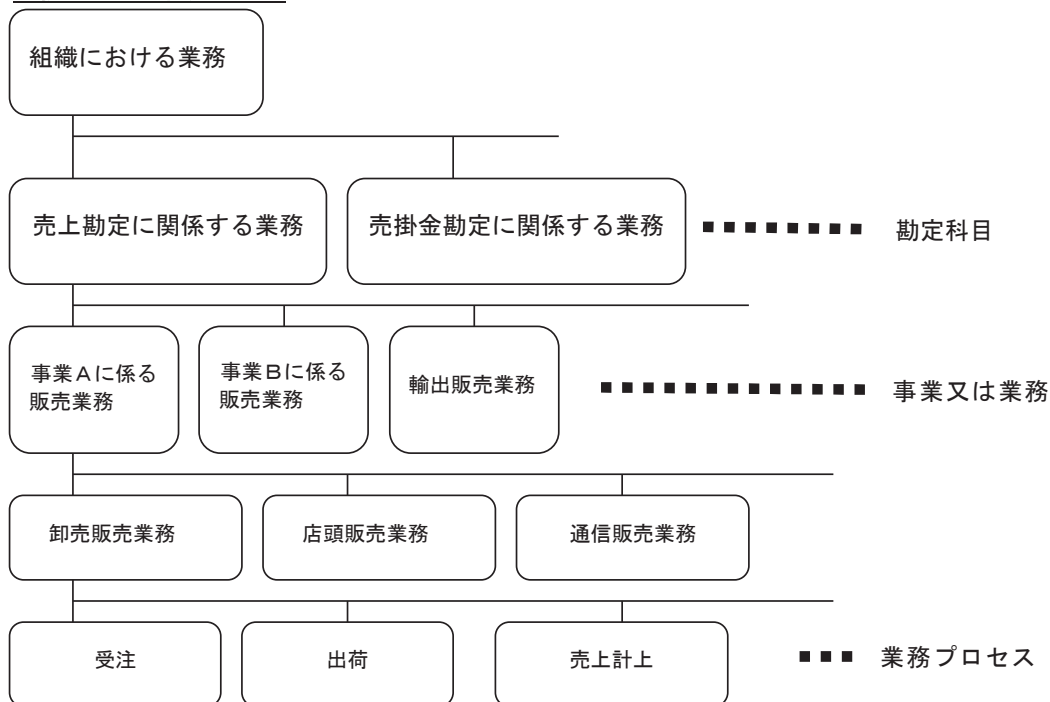 組織における業務
売上勘定に関係する業務
売掛金勘定に関係する業務
勘定科目
事業Aに係る
販売業務
事業Bに係る
販売業務
輸出販売業務
事業又は業務
卸売販売業務
店頭販売業務
通信販売業務
受注
出荷
売上計上
業務プロセス